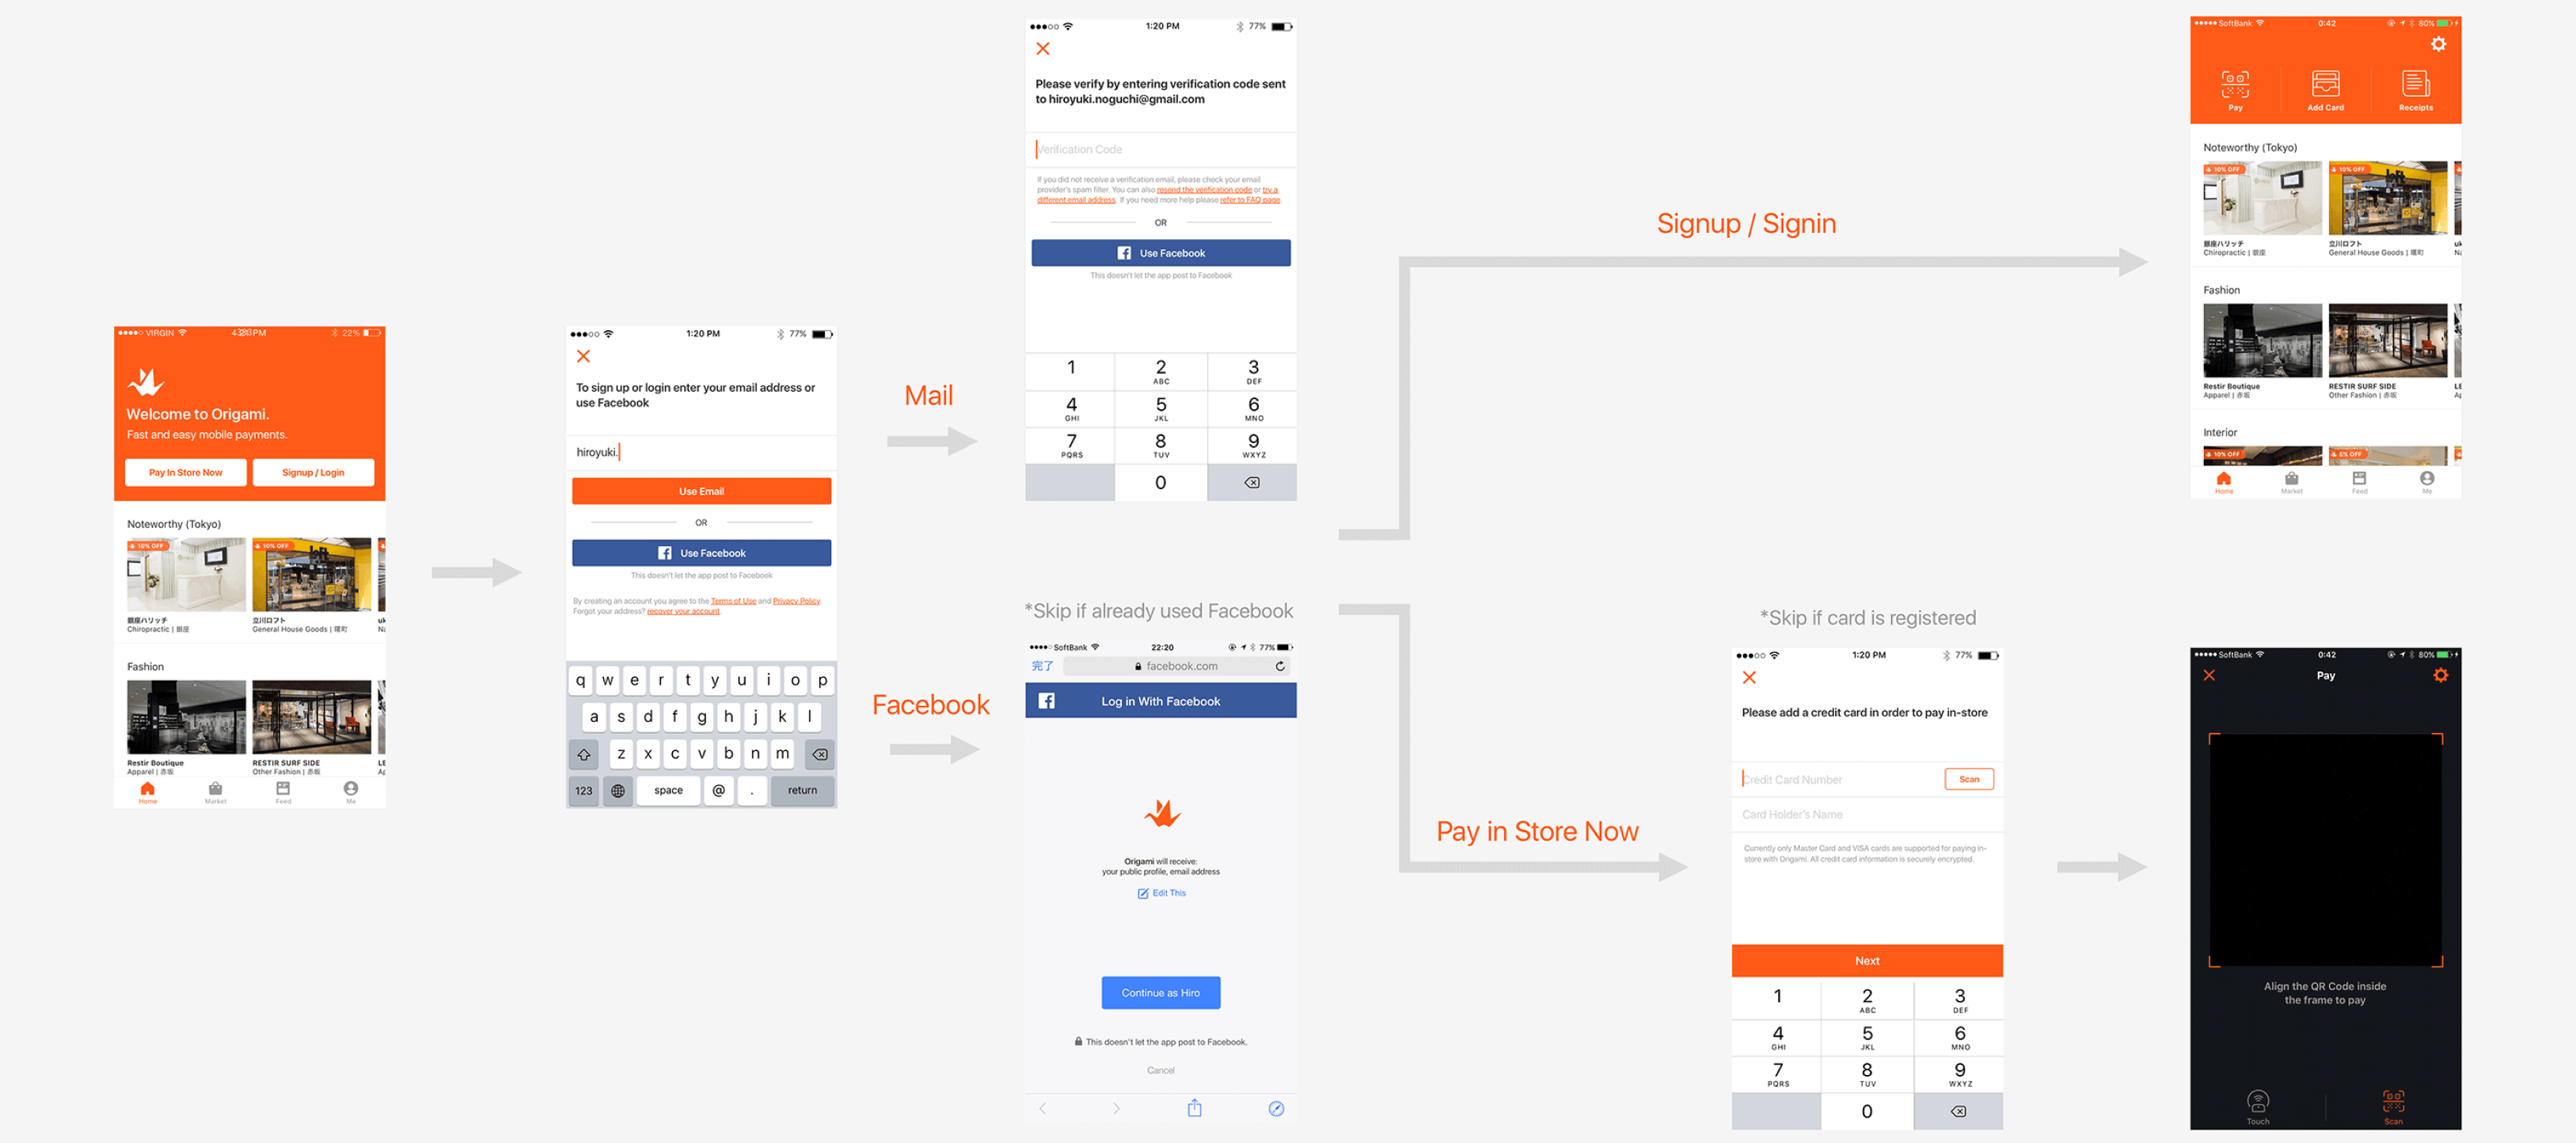 VIRGIN
22%
Welcome to Origami.
Fast and easy mobile payments.
Pay In Store Now
Signup / Login
Noteworthy (Tokyo)
10% OFF
10% OFF
loft
銀座ハリッチ
立川ロフト
uk
Chiropractic | 銀座
General House Goods | 曙町
Na
Fashion
Restir Boutique
RESTIR SURF SIDE
LE
Apparel | 赤坂
Other Fashion | 赤坂
Ap
Home
Market
Feed
Me
1:20 PM
77%
To sign up or login enter your email address or
use Facebook
hiroyuki.
Use Email
OR
Use Facebook
This doesn't let the app post to Facebook
By creating an account you agree to the Terms of Use and Privacy Policy.
Forgot your address? recover your account.
q w e r t y u i o p
a s d f g h j k l
z x c v b n m
123
space
@
.
return
Mail
Facebook
1:20 PM
77%
Please verify by entering verification code sent
to hiroyuki.noguchi@gmail.com
Verification Code
If you did not receive a verification email, please check your email
provider's spam filter. You can also resend the verification code or try a
different email address. If you need more help please refer to FAQ page.
OR
Use Facebook
This doesn't let the app post to Facebook
1 2 3
ABC DEF
4 5 6
GHI JKL MNO
7 8 9
PQRS TUV WXYZ
0
*Skip if already used Facebook
SoftBank
22:20
77%
完了
facebook.com
Log in With Facebook
Origami will receive:
your public profile, email address
Edit This
Continue as Hiro
This doesn't let the app post to Facebook.
Cancel
Signup / Signin
Pay in Store Now
SoftBank
0:42
80%
Pay
Add Card
Receipts
Noteworthy (Tokyo)
10% OFF
10% OFF
loft
銀座ハリッチ
立川ロフト
uk
Chiropractic | 銀座
General House Goods | 曙町
Na
Fashion
Restir Boutique
RESTIR SURF SIDE
LE
Apparel | 赤坂
Other Fashion | 赤坂
Ap
Interior
10% OFF
5% OFF
Home
Market
Feed
Me
*Skip if card is registered
1:20 PM
77%
Please add a credit card in order to pay in-store
Credit Card Number
Scan
Card Holder's Name
Currently only Master Card and VISA cards are supported for paying in-
store with Origami. All credit card information is securely encrypted.
Next
1 2 3
ABC DEF
4 5 6
GHI JKL MNO
7 8 9
PQRS TUV WXYZ
0
SoftBank
0:42
80%
Pay
Align the QR Code inside
the frame to pay
Touch
Scan